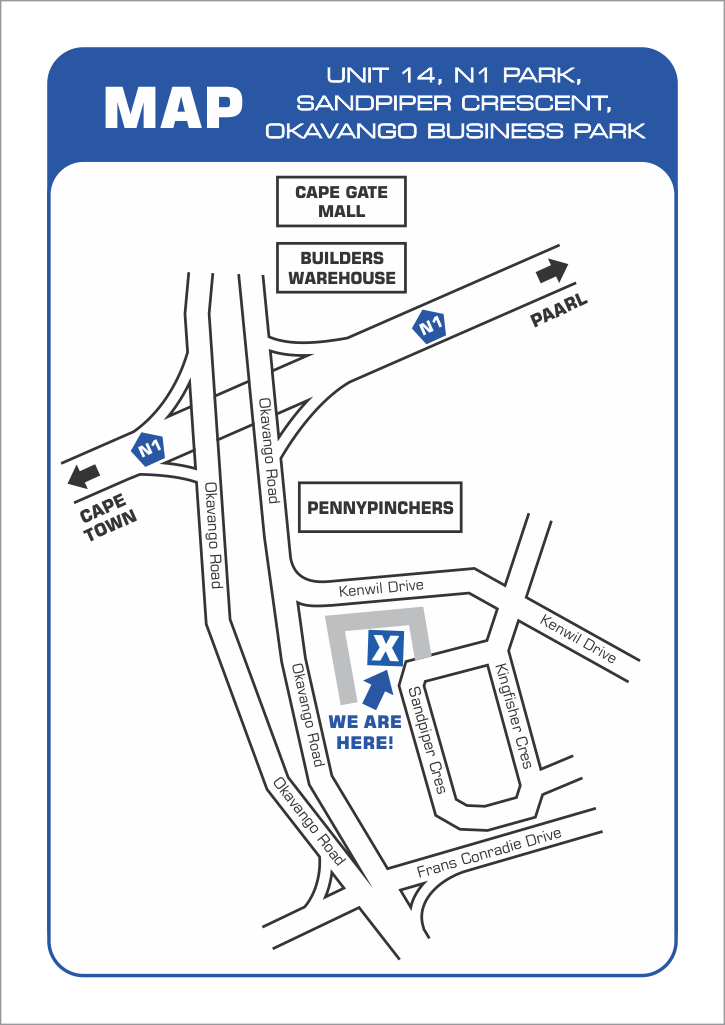 MAP
UNIT 14, N1 PARK,
SANDPIPER CRESCENT,
OKAVANGO BUSINESS PARK
CAPE GATE
MALL
BUILDERS
WAREHOUSE
PAARL
N1
N1
CAPE
TOWN
Okavango Road
Okavango Road
PENNYPINCHERS
Kenwil Drive
Kenwil Drive
X
WE ARE
HERE!
Okavango Road
Sandpiper Cres
Kingfisher Cres
Okavango Road
Frans Conradie Drive